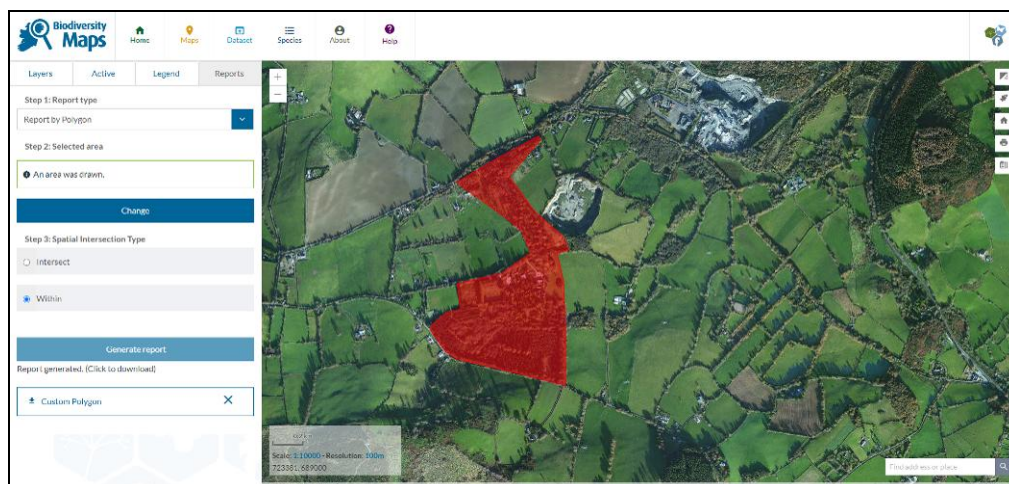 Biodiversity
Maps
Home
Maps
Dataset
Species
About
Help
Layers
Active
Legend
Reports
Step 1: Report type
Report by Polygon
Step 2: Selected area
An area was drawn.
Change
Step 3: Spatial Intersection Type
Intersect
Within
Generate report
Report generated. (Click to download)
Custom Polygon
Scale: 1:10000 - Resolution: 100m
723381, 689000
Find address or place